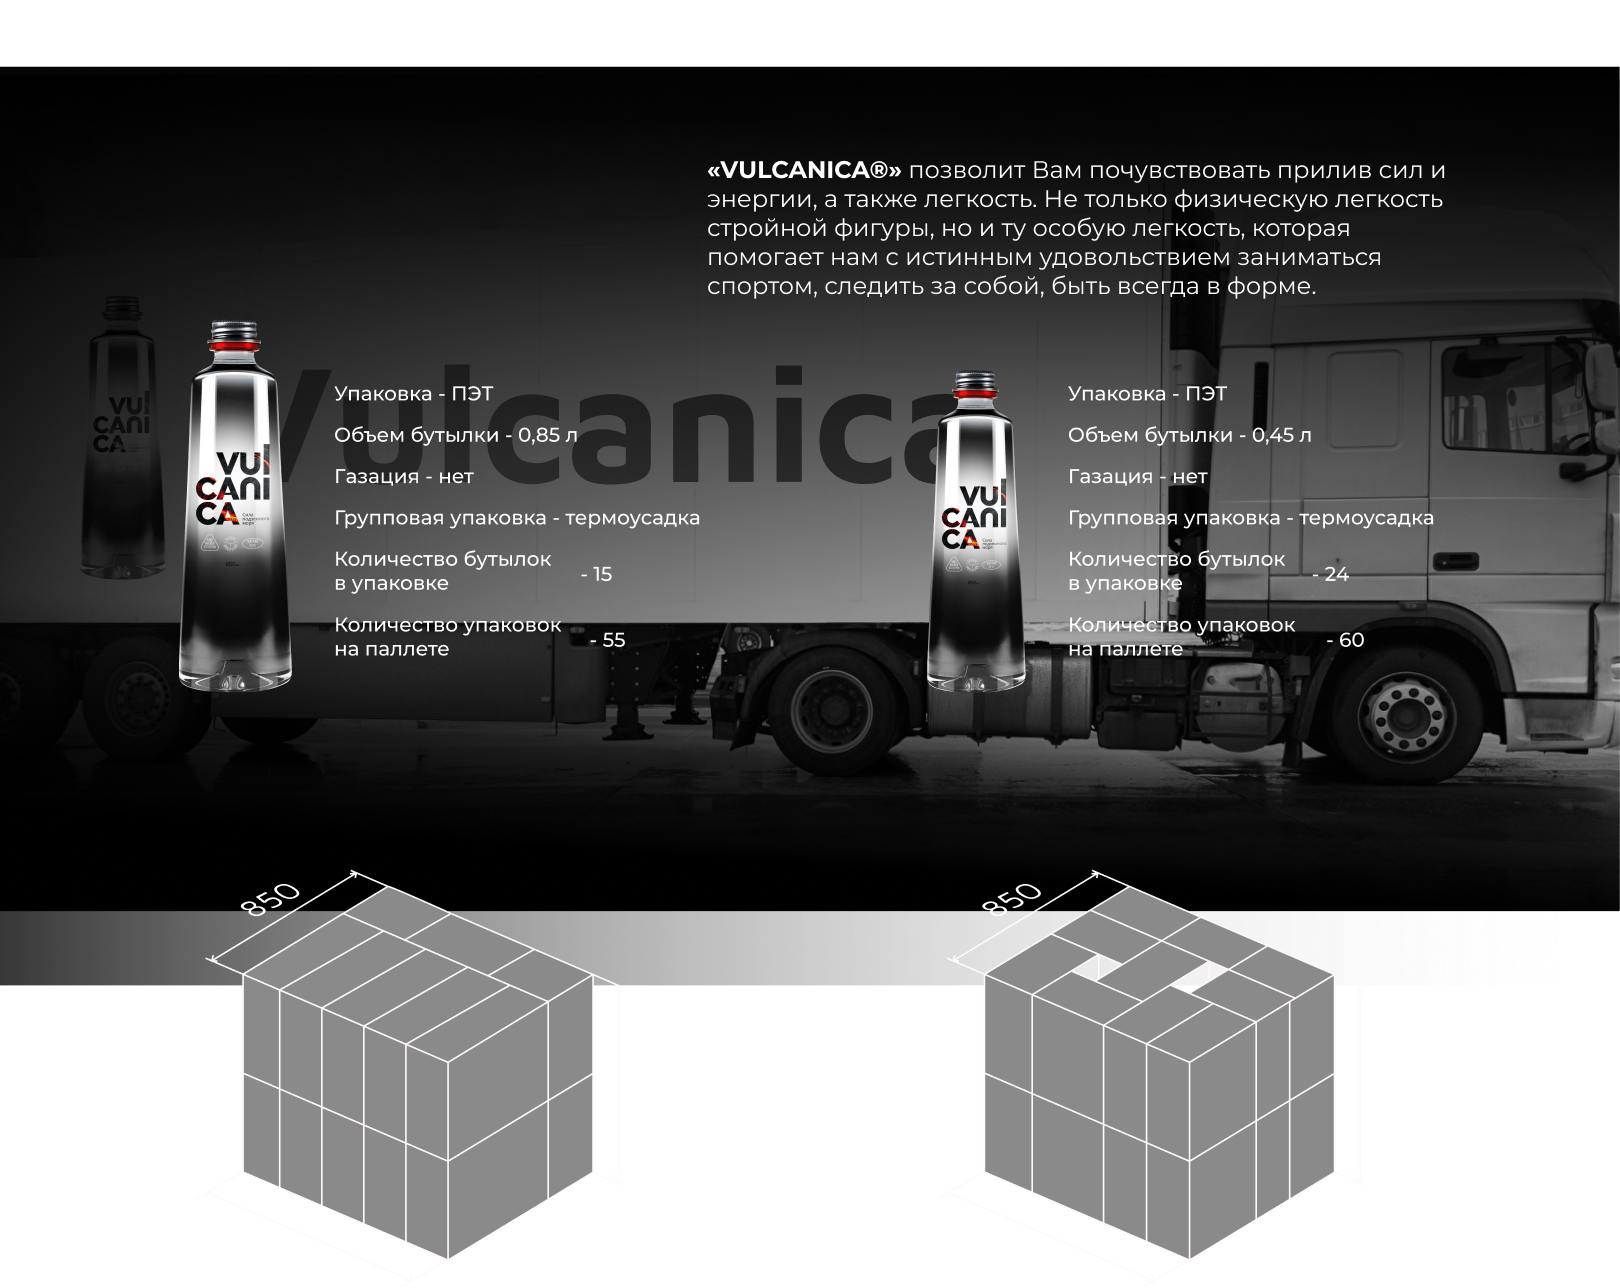 «VULCANICA®» позволит Вам почувствовать прилив сил и
энергии, а также легкость. Не только физическую легкость
стройной фигуры, но и ту особую легкость, которая
помогает нам с истинным удовольствием заниматься
спортом, следить за собой, быть всегда в форме.
Vulcanica
VUL
CANI
CA
VUL
CANI
CA
Упаковка - ПЭТ
Объем бутылки - 0,85 л
Газация - нет
Групповая упаковка - термоусадка
Количество бутылок
в упаковке - 15
Количество упаковок
на паллете - 55
VUL
CANI
CA
Упаковка - ПЭТ
Объем бутылки - 0,45 л
Газация - нет
Групповая упаковка - термоусадка
Количество бутылок
в упаковке - 24
Количество упаковок
на паллете - 60
850
850